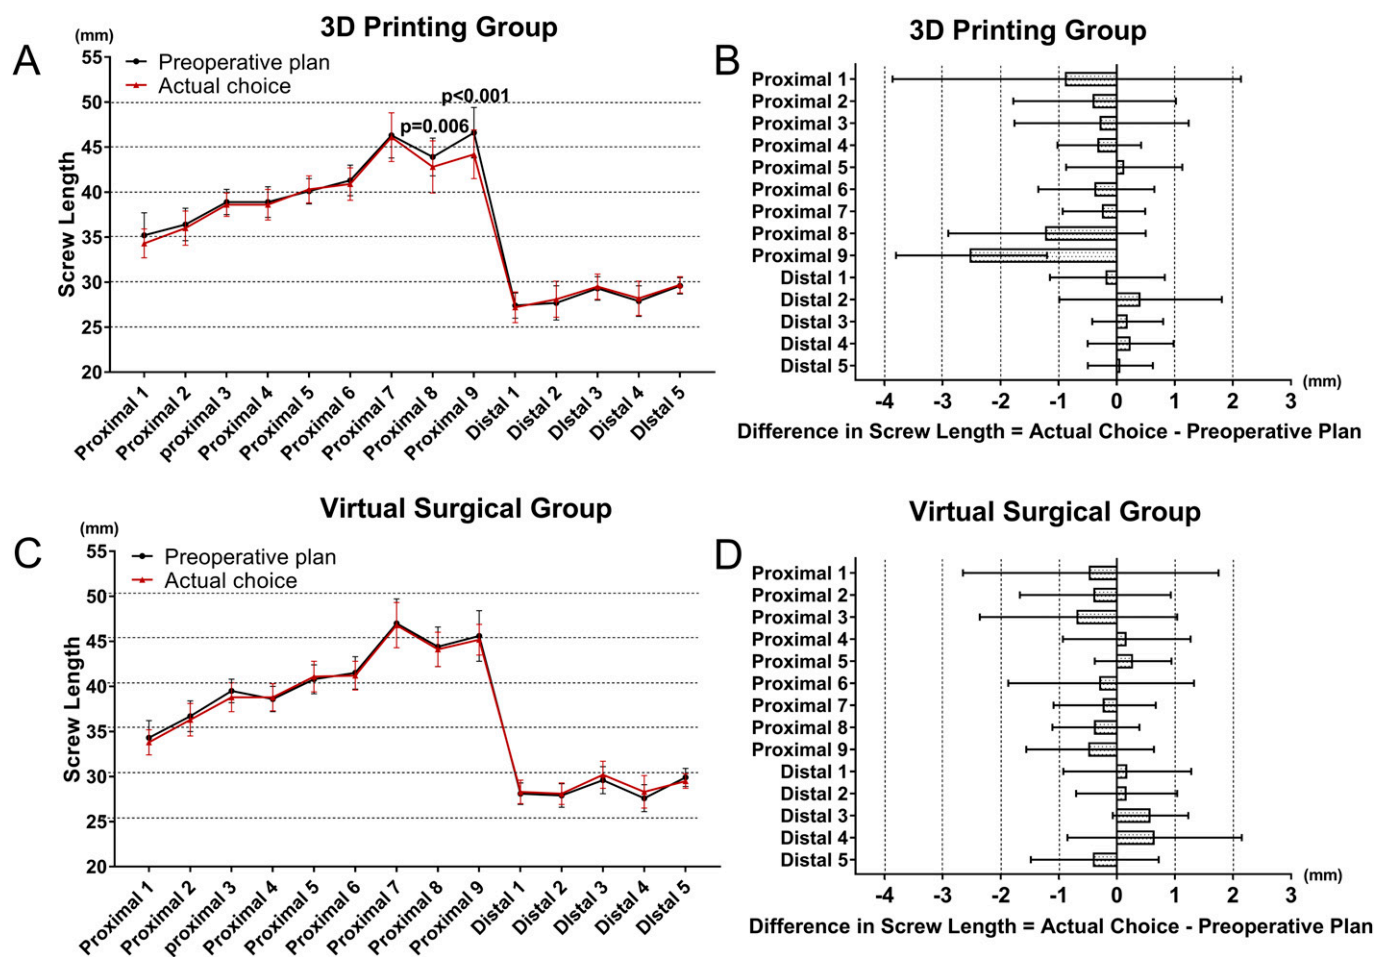 A
3D Printing Group
(mm)
Preoperative plan
Actual choice
p<0.001
p=0.006
Screw Length
55
50
45
40
35
30
25
20
Proximal 1
Proximal 2
proximal 3
Proximal 4
Proximal 5
Proximal 6
Proximal 7
Proximal 8
Proximal 9
Distal 1
Distal 2
DIstal 3
Distal 4
DIstal 5
B
3D Printing Group
Proximal 1
Proximal 2
Proximal 3
Proximal 4
Proximal 5
Proximal 6
Proximal 7
Proximal 8
Proximal 9
Distal 1
Distal 2
Distal 3
Distal 4
Distal 5
-4 -3 -2 -1 0 1 2 3
(mm)
Difference in Screw Length = Actual Choice - Preoperative Plan
C
Virtual Surgical Group
(mm)
Preoperative plan
Actual choice
Screw Length
55
50
45
40
35
30
25
20
Proximal 1
Proximal 2
proximal 3
Proximal 4
Proximal 5
Proximal 6
Proximal 7
Proximal 8
Proximal 9
Distal 1
Distal 2
DIstal 3
Distal 4
DIstal 5
D
Virtual Surgical Group
Proximal 1
Proximal 2
Proximal 3
Proximal 4
Proximal 5
Proximal 6
Proximal 7
Proximal 8
Proximal 9
Distal 1
Distal 2
Distal 3
Distal 4
Distal 5
-4 -3 -2 -1 0 1 2 3
(mm)
Difference in Screw Length = Actual Choice - Preoperative Plan